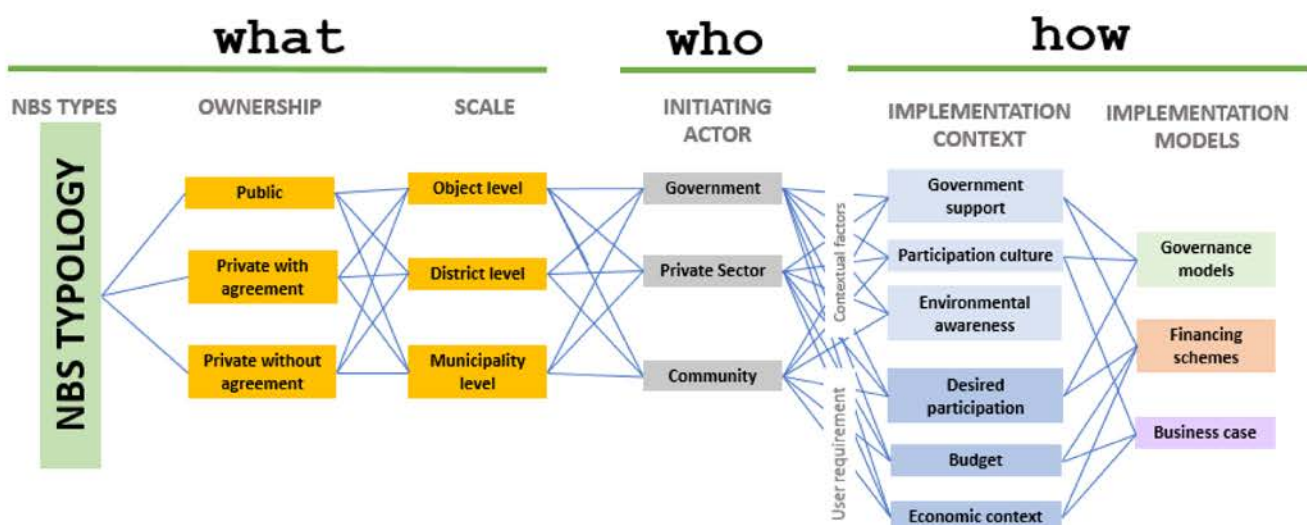 what
who
how
NBS TYPES
OWNERSHIP
SCALE
INITIATING
ACTOR
IMPLEMENTATION
CONTEXT
IMPLEMENTATION
MODELS
NBS TYPOLOGY
Public
Private with
agreement
Private without
agreement
Object level
District level
Municipality
level
Government
Private Sector
Community
Contextual factors
User requirement
Government
support
Participation culture
Environmental
awareness
Desired
participation
Budget
Economic context
Governance
models
Financing
schemes
Business case